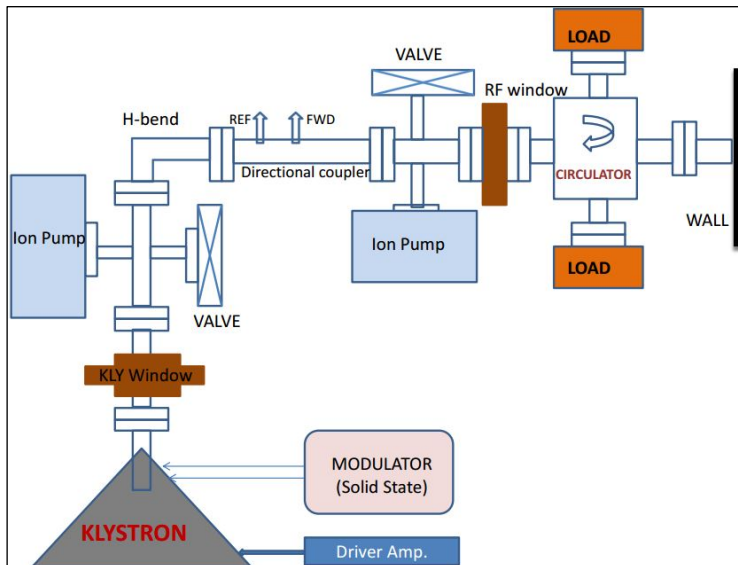 LOAD
VALVE
RF window
H-bend
REF
FWD
Directional coupler
CIRCULATOR
WALL
Ion Pump
Ion Pump
LOAD
VALVE
KLY Window
MODULATOR
(Solid State)
KLYSTRON
Driver Amp.